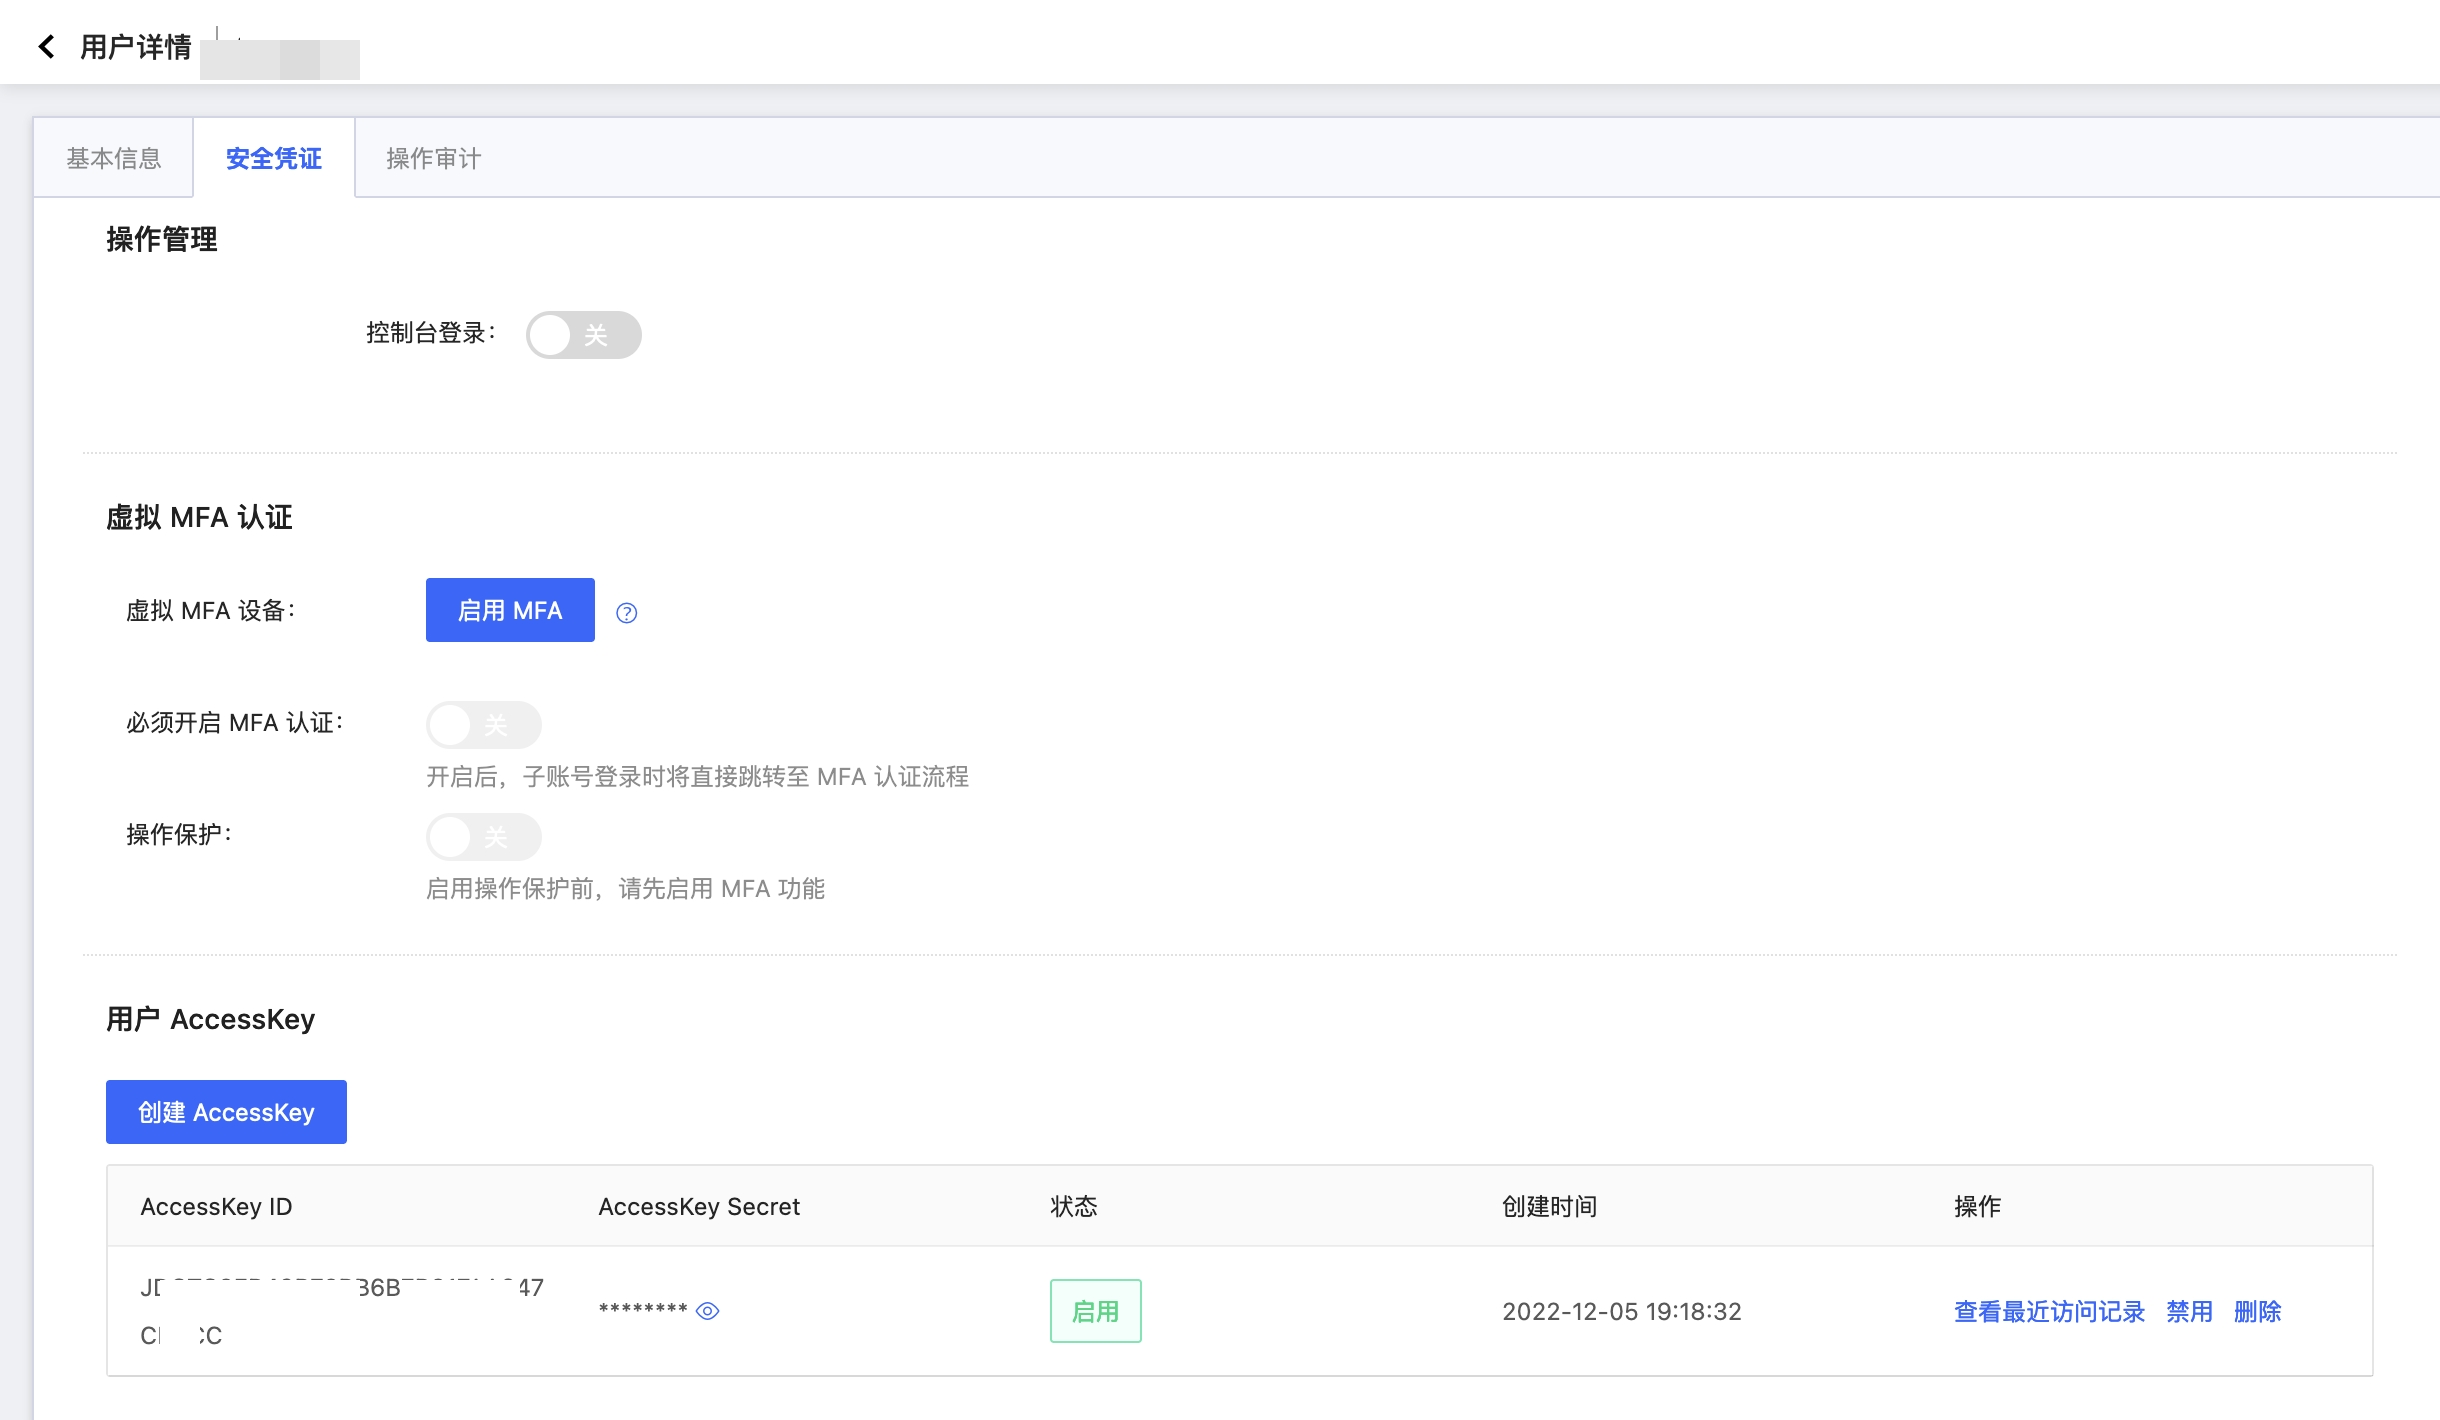 用户详情
基本信息
安全凭证
操作审计
操作管理
控制台登录：
关
虚拟 MFA 认证
虚拟 MFA 设备：
启用 MFA
?
必须开启 MFA 认证：
关
开启后，子账号登录时将直接跳转至 MFA 认证流程
操作保护：
关
启用操作保护前，请先启用 MFA 功能
用户 AccessKey
创建 AccessKey
AccessKey ID
AccessKey Secret
状态
创建时间
操作
********
启用
2022-12-05 19:18:32
查看最近访问记录 禁用 删除